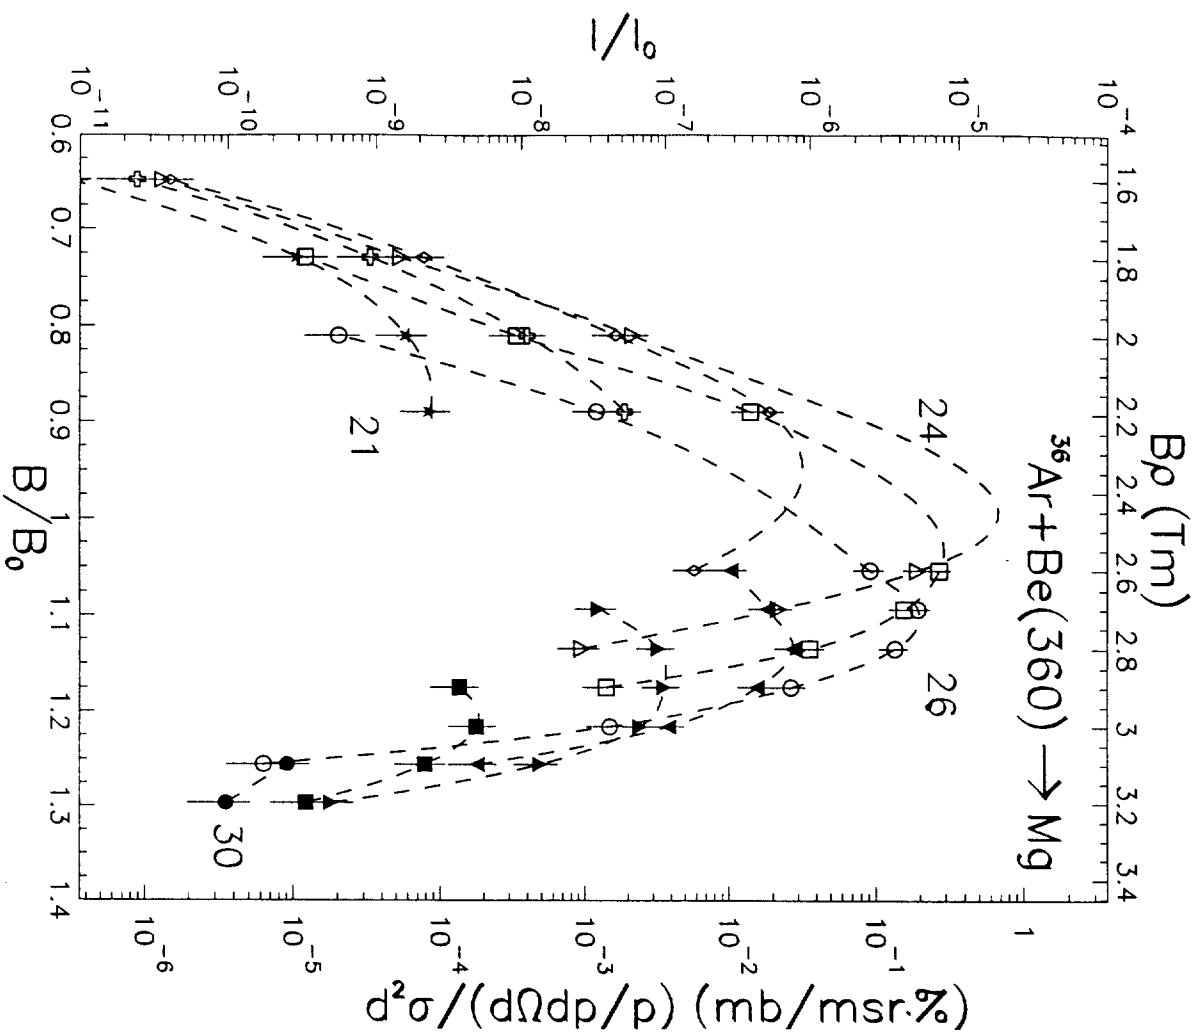 Bρ (Tm)
1.6 1.8 2 2.2 2.4 2.6 2.8 3 3.2 3.4
³⁶Ar+Be(360) → Mg
24
26
21
30
I/I₀
10⁻¹¹ 10⁻¹⁰ 10⁻⁹ 10⁻⁸ 10⁻⁷ 10⁻⁶ 10⁻⁵ 10⁻⁴
d²σ/(dΩdp/p) (mb/msr·%)
10⁻⁶ 10⁻⁵ 10⁻⁴ 10⁻³ 10⁻² 10⁻¹ 1
0.6 0.7 0.8 0.9 1 1.1 1.2 1.3 1.4
B/B₀